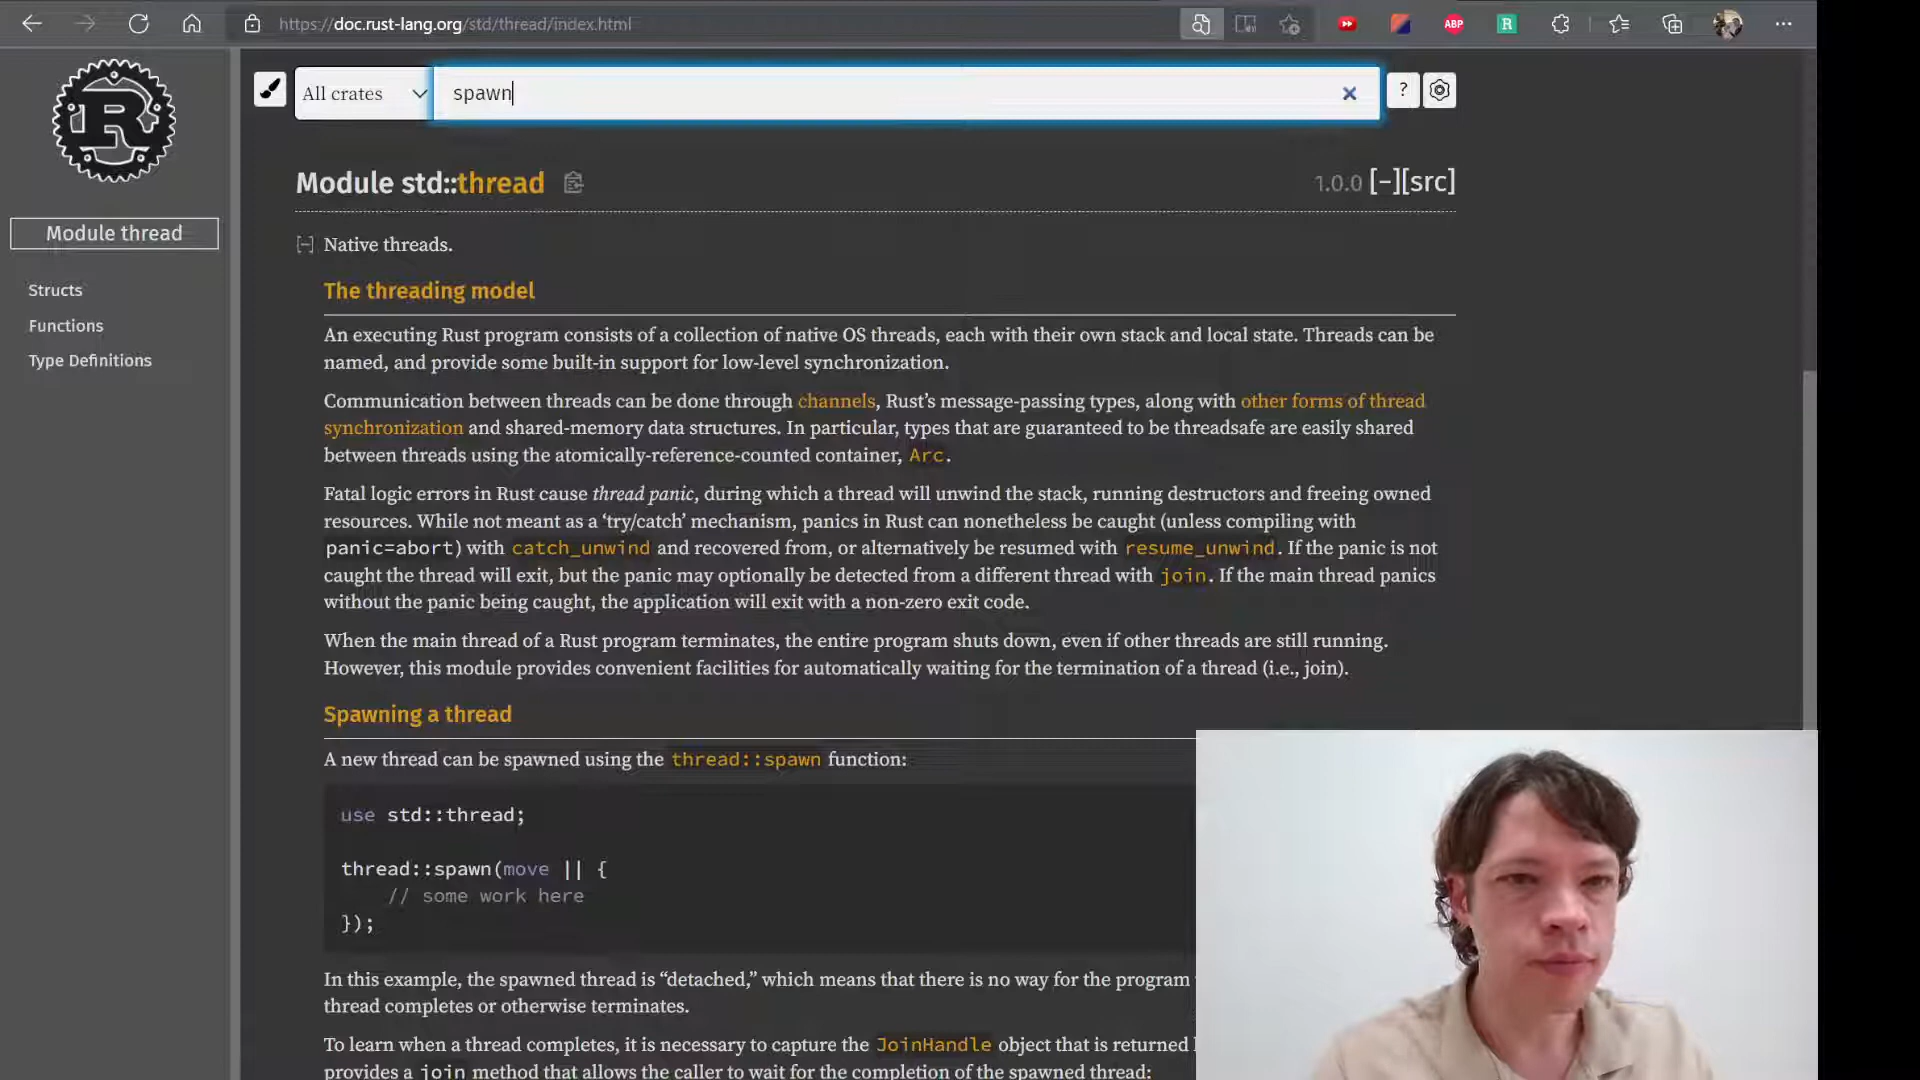 https://doc.rust-lang.org/std/thread/index.html
ABP
R
All crates
spawn
?
R
Module std::thread
1.0.0 [−][src]
Module thread
Structs
Functions
Type Definitions
[−] Native threads.
The threading model
An executing Rust program consists of a collection of native OS threads, each with their own stack and local state. Threads can be
named, and provide some built-in support for low-level synchronization.
Communication between threads can be done through channels, Rust’s message-passing types, along with other forms of thread
synchronization and shared-memory data structures. In particular, types that are guaranteed to be threadsafe are easily shared
between threads using the atomically-reference-counted container, Arc.
Fatal logic errors in Rust cause thread panic, during which a thread will unwind the stack, running destructors and freeing owned
resources. While not meant as a ‘try/catch’ mechanism, panics in Rust can nonetheless be caught (unless compiling with
panic=abort) with catch_unwind and recovered from, or alternatively be resumed with resume_unwind. If the panic is not
caught the thread will exit, but the panic may optionally be detected from a different thread with join. If the main thread panics
without the panic being caught, the application will exit with a non-zero exit code.
When the main thread of a Rust program terminates, the entire program shuts down, even if other threads are still running.
However, this module provides convenient facilities for automatically waiting for the termination of a thread (i.e., join).
Spawning a thread
A new thread can be spawned using the thread::spawn function:
use std::thread;
thread::spawn(move || {
// some work here
});
In this example, the spawned thread is “detached,” which means that there is no way for the program
thread completes or otherwise terminates.
To learn when a thread completes, it is necessary to capture the JoinHandle object that is returned
provides a join method that allows the caller to wait for the completion of the spawned thread: